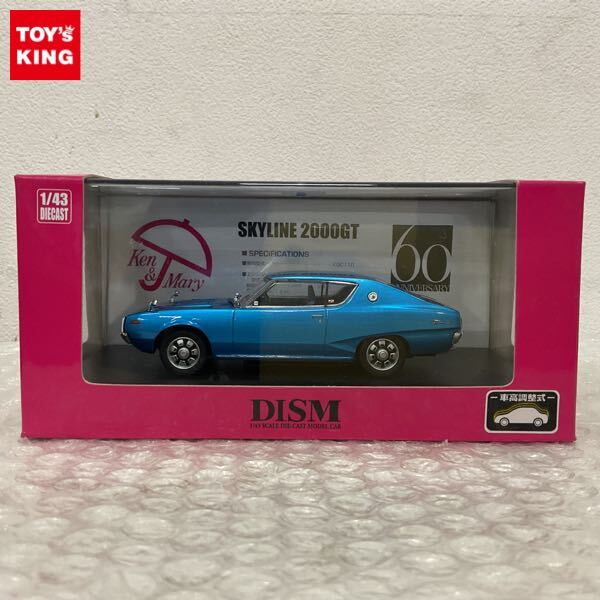 TOY's
KING
1/43
DIECAST
Ken
&
Mary
SKYLINE 2000GT
■ SPECIFICATIONS
60
ANNIVERSARY
DISM
1/43 SCALE DIE-CAST MODEL CAR
車高調整式